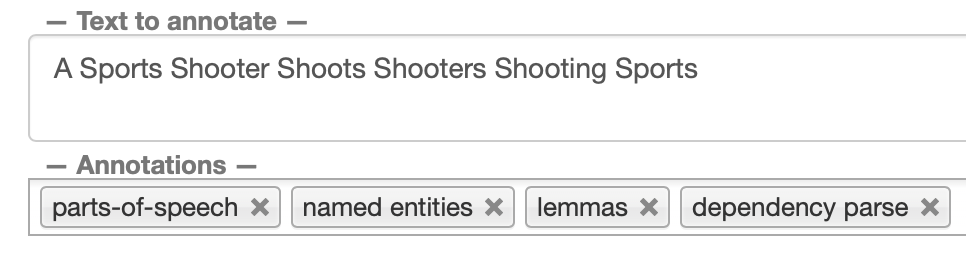 — Text to annotate —
A Sports Shooter Shoots Shooters Shooting Sports
— Annotations —
parts-of-speech × named entities × lemmas × dependency parse ×